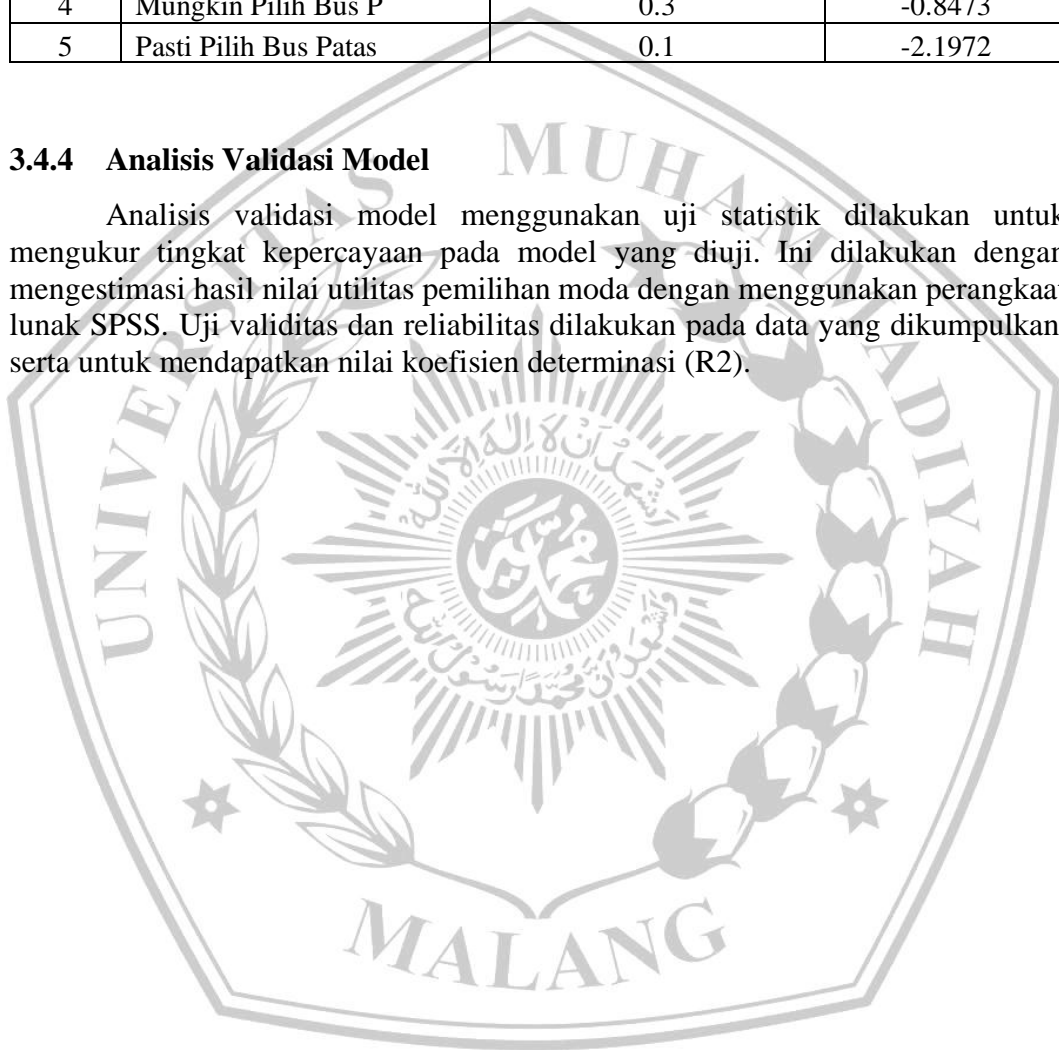 4 Mungkin Pilih Bus P 0.3 -0.8473
5 Pasti Pilih Bus Patas 0.1 -2.1972
3.4.4 Analisis Validasi Model
Analisis validasi model menggunakan uji statistik dilakukan untuk
mengukur tingkat kepercayaan pada model yang diuji. Ini dilakukan dengan
mengestimasi hasil nilai utilitas pemilihan moda dengan menggunakan perangkaat
lunak SPSS. Uji validitas dan reliabilitas dilakukan pada data yang dikumpulkan
serta untuk mendapatkan nilai koefisien determinasi (R2).
UNIVERSITAS MUHAMMADIYAH
MALANG